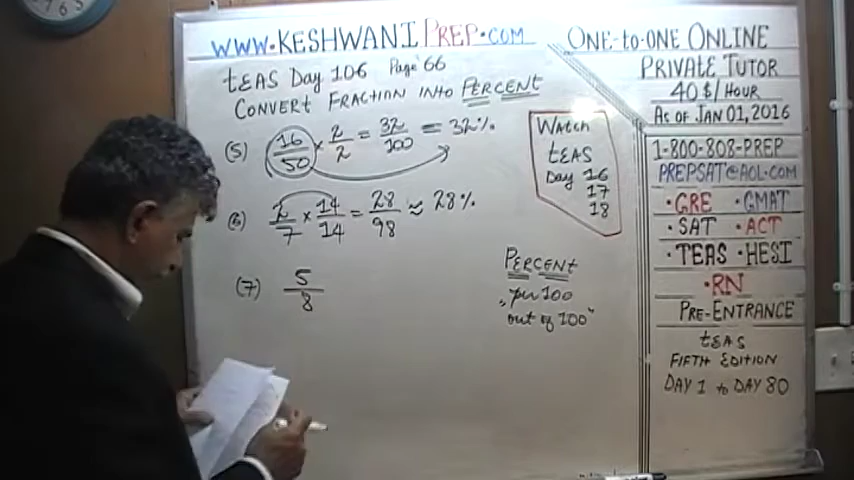 WWW.KESHWANIPREP.COM
tEAS Day 106 Page 66
CONVERT FRACTION INTO PERCENT
(5) 16/50 × 2/2 = 32/100 = 32%
(6) 2/7 × 14/14 = 28/98 ≈ 28%
(7) 5/8
WATCH
tEAS
Day 16
17
18
PERCENT
"per 100
out of 100"
ONE-to-ONE ONLINE
PRIVATE TUTOR
40 $/HOUR
AS OF JAN 01, 2016
1-800-808-PREP
PREPSAT@AOL.COM
• GRE • GMAT
• SAT • ACT
• TEAS • HESI
• RN
PRE-ENTRANCE
tEAS
FIFTH EDITION
DAY 1 to DAY 80